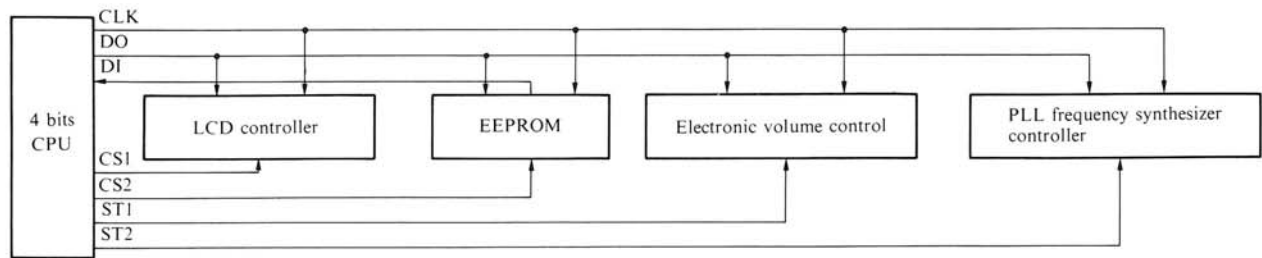 CLK
DO
DI
4 bits
CPU
LCD controller
EEPROM
Electronic volume control
PLL frequency synthesizer
controller
CS1
CS2
ST1
ST2